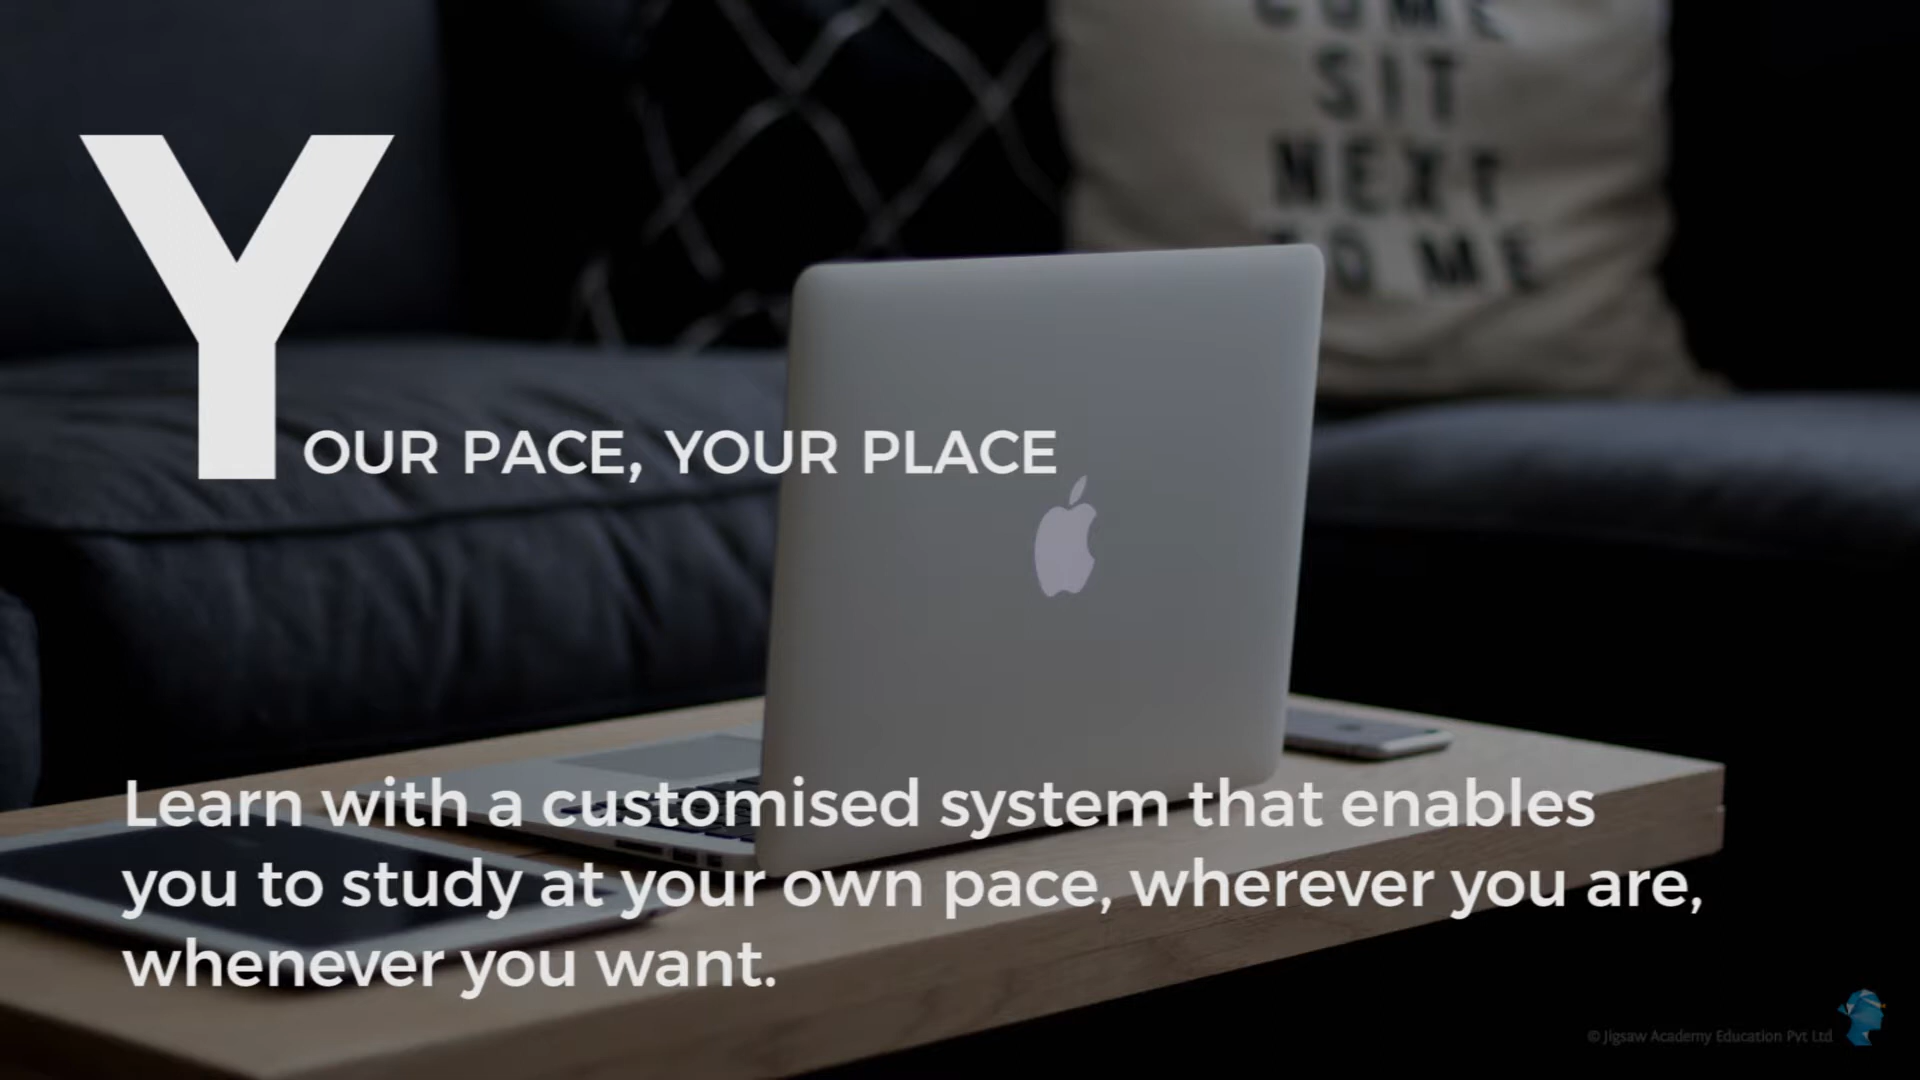 COME
SIT
NEXT
TO ME
YOUR PACE, YOUR PLACE
Learn with a customised system that enables
you to study at your own pace, wherever you are,
whenever you want.
© Jigsaw Academy Education Pvt Ltd